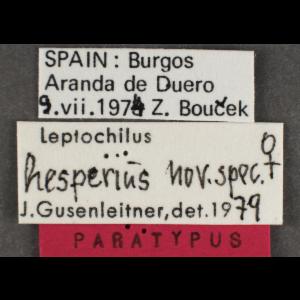 SPAIN: Burgos
Aranda de Duero
9.vii.1974 Z. Bouček
Leptochilus
hesperius nov. spec. ♀
J. Gusenleitner, det. 1979
PARATYPUS